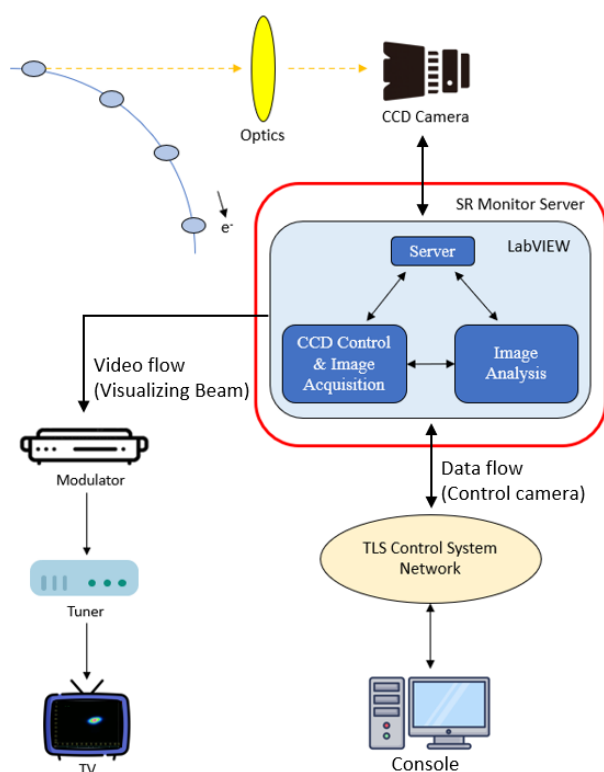 Optics
CCD Camera
e-
SR Monitor Server
LabVIEW
Server
CCD Control
& Image
Acquisition
Image
Analysis
Video flow
(Visualizing Beam)
Data flow
(Control camera)
Modulator
TLS Control System
Network
Tuner
TV
Console